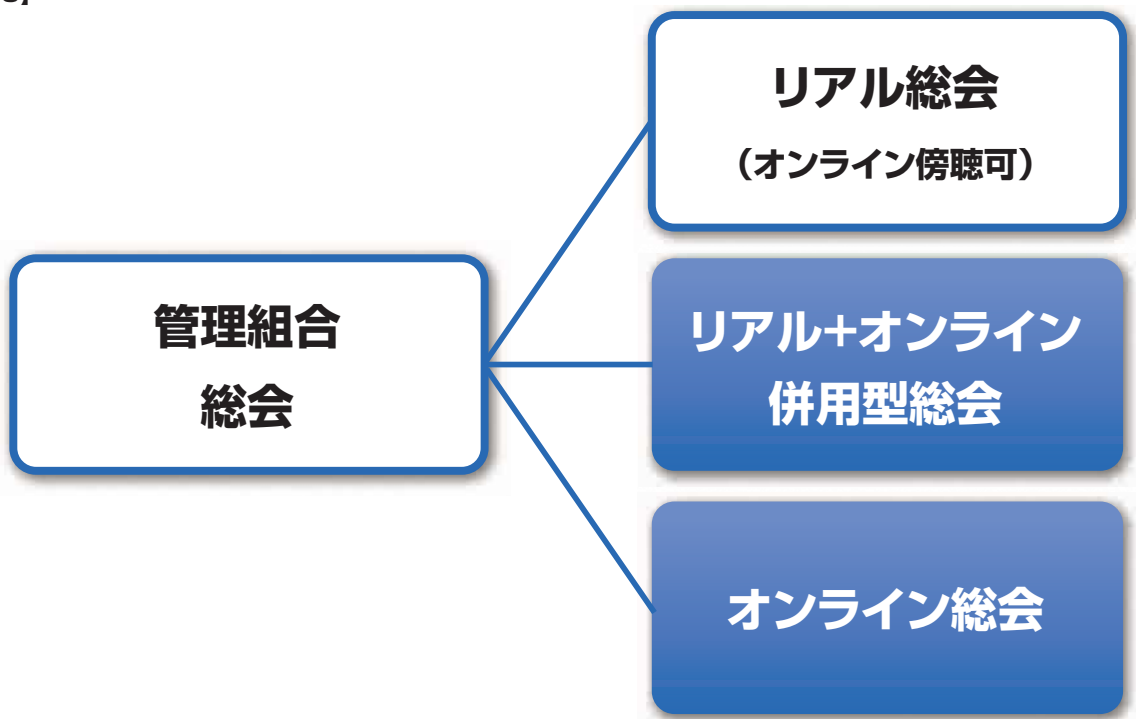 管理組合
総会
リアル総会
（オンライン傍聴可）
リアル+オンライン
併用型総会
オンライン総会